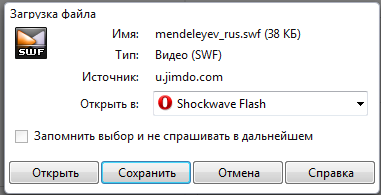 Загрузка файла
SWF
Имя: mendeleyev_rus.swf (38 КБ)
Тип: Видео (SWF)
Источник: u.jimdo.com
Открыть в: Shockwave Flash
Запомнить выбор и не спрашивать в дальнейшем
Открыть Сохранить Отмена Справка